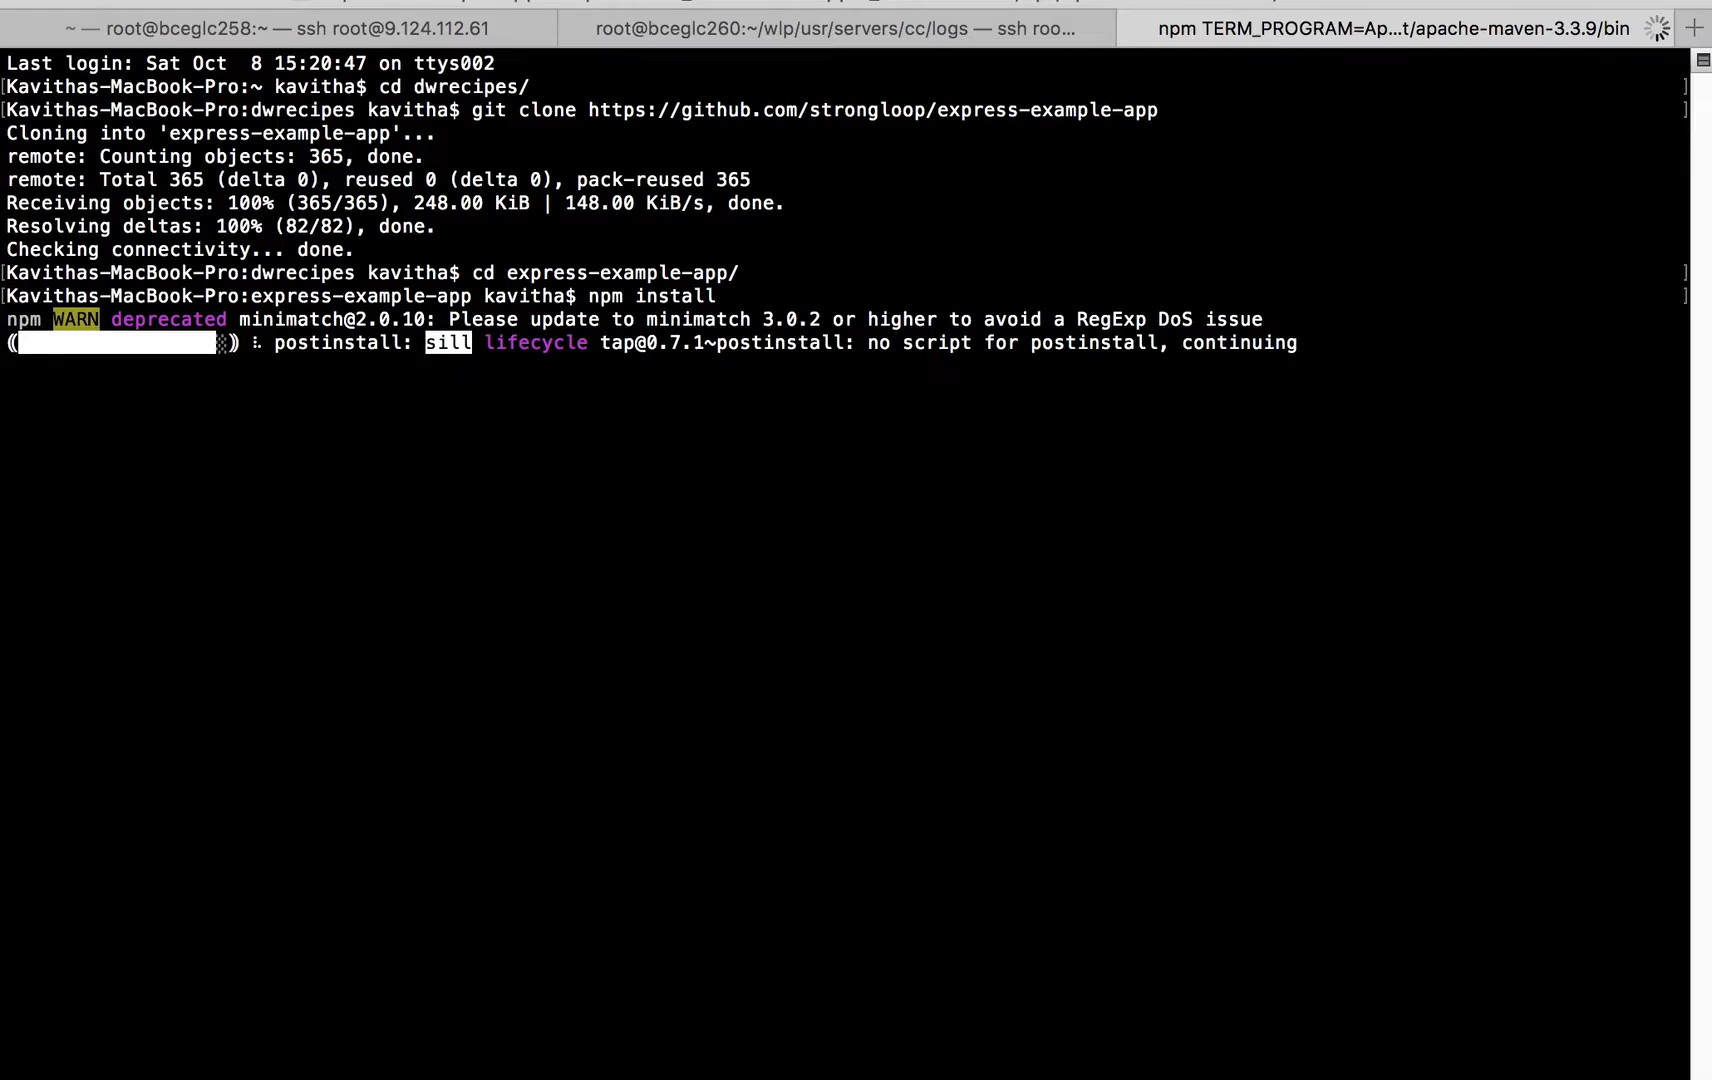 ~ — root@bceglc258:~ — ssh root@9.124.112.61
root@bceglc260:~/wlp/usr/servers/cc/logs — ssh roo...
npm TERM_PROGRAM=Ap...t/apache-maven-3.3.9/bin
Last login: Sat Oct  8 15:20:47 on ttys002
[Kavithas-MacBook-Pro:~ kavitha$ cd dwrecipes/ ]
[Kavithas-MacBook-Pro:dwrecipes kavitha$ git clone https://github.com/strongloop/express-example-app ]
Cloning into 'express-example-app'...
remote: Counting objects: 365, done.
remote: Total 365 (delta 0), reused 0 (delta 0), pack-reused 365
Receiving objects: 100% (365/365), 248.00 KiB | 148.00 KiB/s, done.
Resolving deltas: 100% (82/82), done.
Checking connectivity... done.
[Kavithas-MacBook-Pro:dwrecipes kavitha$ cd express-example-app/ ]
[Kavithas-MacBook-Pro:express-example-app kavitha$ npm install ]
npm WARN deprecated minimatch@2.0.10: Please update to minimatch 3.0.2 or higher to avoid a RegExp DoS issue
(( ░)) ⠧ postinstall: sill lifecycle tap@0.7.1~postinstall: no script for postinstall, continuing